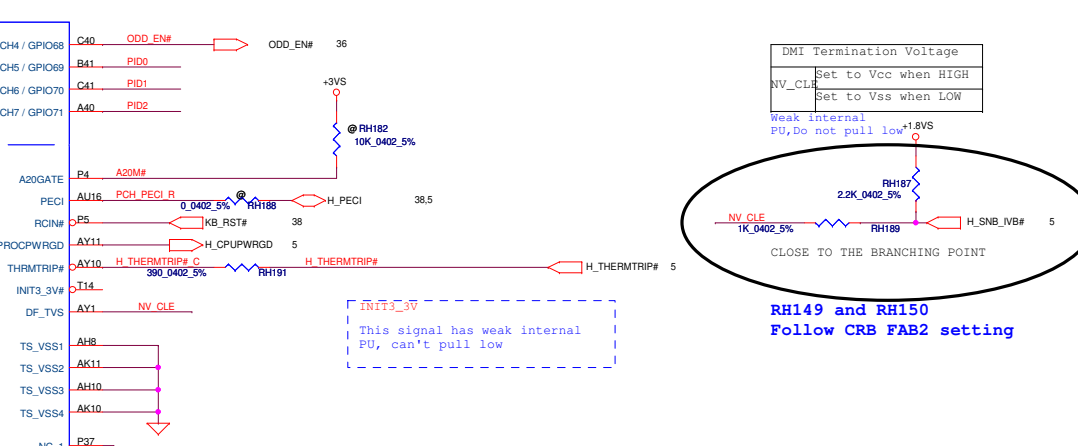 CH4 / GPIO68 C40 ODD_EN# ODD_EN# 36
CH5 / GPIO69 B41 PID0
CH6 / GPIO70 C41 PID1
CH7 / GPIO71 A40 PID2
+3VS
@ RH182
10K_0402_5%
A20GATE P4 A20M#
PECI AU16 PCH_PECI_R @ H_PECI 38,5
0_0402_5% RH188
RCIN# P5 KB_RST# 38
PROCPWRGD AY11 H_CPUPWRGD 5
THRMTRIP# AY10 H_THERMTRIP#_C H_THERMTRIP# H_THERMTRIP# 5
390_0402_5% RH191
INIT3_3V# T14
DF_TVS AY1 NV_CLE
TS_VSS1 AH8
TS_VSS2 AK11
TS_VSS3 AH10
TS_VSS4 AK10
NC_1 P37
INIT3_3V
This signal has weak internal
PU, can't pull low
DMI Termination Voltage
NV_CLE
Set to Vcc when HIGH
Set to Vss when LOW
Weak internal
PU,Do not pull low
+1.8VS
RH187
2.2K_0402_5%
NV_CLE H_SNB_IVB# 5
1K_0402_5% RH189
CLOSE TO THE BRANCHING POINT
RH149 and RH150
Follow CRB FAB2 setting